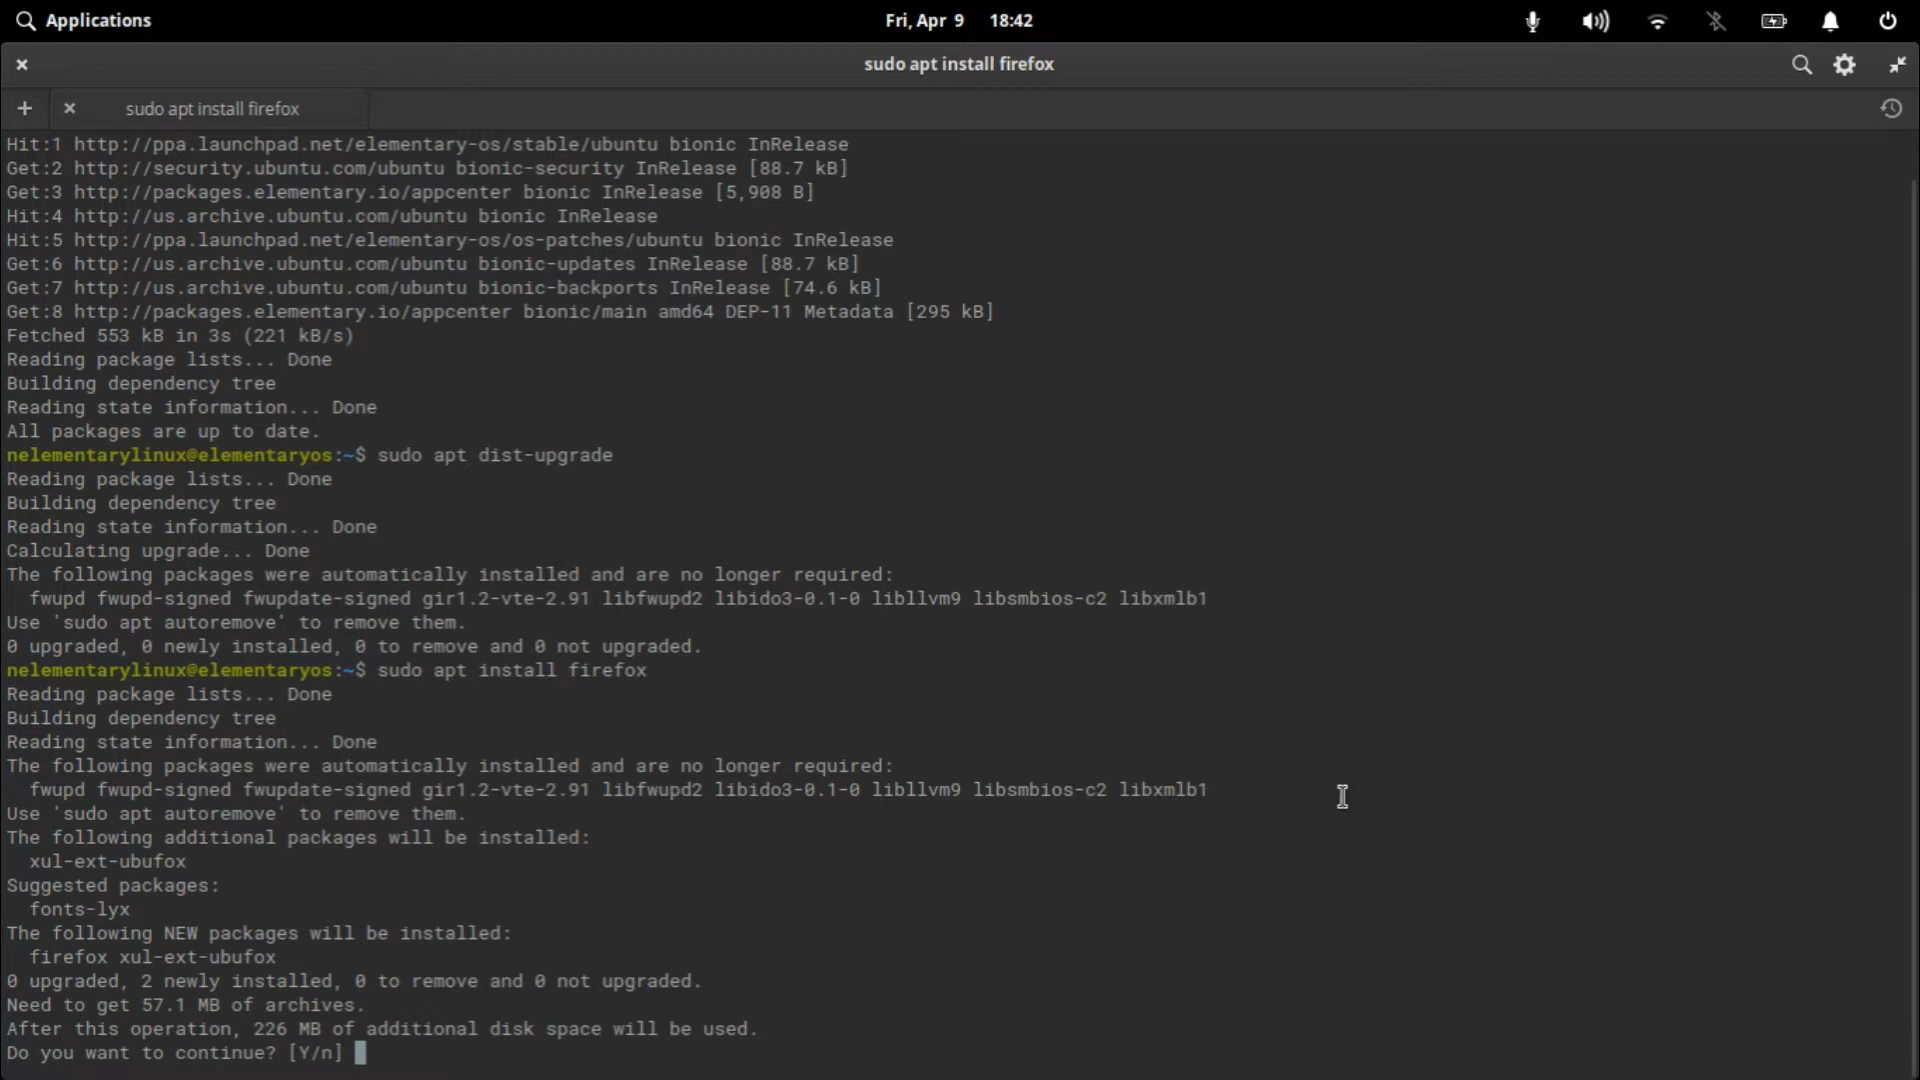 Applications
Fri, Apr 9 18:42
sudo apt install firefox
sudo apt install firefox
Hit:1 http://ppa.launchpad.net/elementary-os/stable/ubuntu bionic InRelease
Get:2 http://security.ubuntu.com/ubuntu bionic-security InRelease [88.7 kB]
Get:3 http://packages.elementary.io/appcenter bionic InRelease [5,908 B]
Hit:4 http://us.archive.ubuntu.com/ubuntu bionic InRelease
Hit:5 http://ppa.launchpad.net/elementary-os/os-patches/ubuntu bionic InRelease
Get:6 http://us.archive.ubuntu.com/ubuntu bionic-updates InRelease [88.7 kB]
Get:7 http://us.archive.ubuntu.com/ubuntu bionic-backports InRelease [74.6 kB]
Get:8 http://packages.elementary.io/appcenter bionic/main amd64 DEP-11 Metadata [295 kB]
Fetched 553 kB in 3s (221 kB/s)
Reading package lists... Done
Building dependency tree
Reading state information... Done
All packages are up to date.
nelementarylinux@elementaryos:~$ sudo apt dist-upgrade
Reading package lists... Done
Building dependency tree
Reading state information... Done
Calculating upgrade... Done
The following packages were automatically installed and are no longer required:
  fwupd fwupd-signed fwupdate-signed gir1.2-vte-2.91 libfwupd2 libido3-0.1-0 libllvm9 libsmbios-c2 libxmlb1
Use 'sudo apt autoremove' to remove them.
0 upgraded, 0 newly installed, 0 to remove and 0 not upgraded.
nelementarylinux@elementaryos:~$ sudo apt install firefox
Reading package lists... Done
Building dependency tree
Reading state information... Done
The following packages were automatically installed and are no longer required:
  fwupd fwupd-signed fwupdate-signed gir1.2-vte-2.91 libfwupd2 libido3-0.1-0 libllvm9 libsmbios-c2 libxmlb1
Use 'sudo apt autoremove' to remove them.
The following additional packages will be installed:
  xul-ext-ubufox
Suggested packages:
  fonts-lyx
The following NEW packages will be installed:
  firefox xul-ext-ubufox
0 upgraded, 2 newly installed, 0 to remove and 0 not upgraded.
Need to get 57.1 MB of archives.
After this operation, 226 MB of additional disk space will be used.
Do you want to continue? [Y/n]